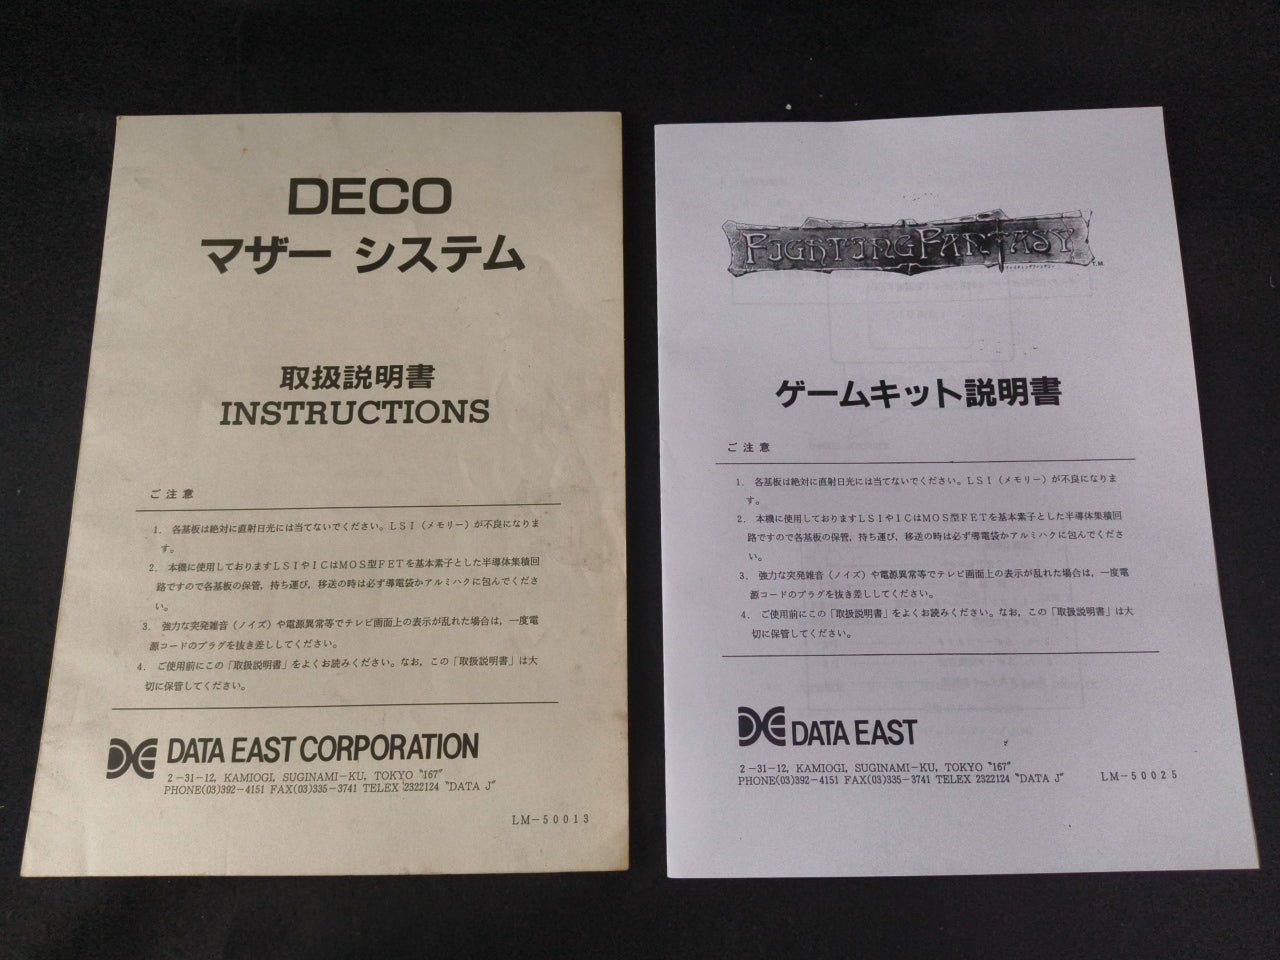 DECO
マザー システム
取扱説明書
INSTRUCTIONS
ご注意
1. 各基板は絶対に直射日光には当てないでください。LSI（メモリー）が不良になりま
す。
2. 本機に使用しておりますLSIやICはMOS型FETを基本素子とした半導体集積回
路ですので各基板の保管，持ち運び，移送の時は必ず導電袋かアルミハクに包んでくださ
い。
3. 強力な突発雑音（ノイズ）や電源異常等でテレビ画面上の表示が乱れた場合は，一度電
源コードのプラグを抜き差ししてください。
4. ご使用前にこの「取扱説明書」をよくお読みください。なお，この「取扱説明書」は大
切に保管してください。
DATA EAST CORPORATION
2-31-12, KAMIOGI, SUGINAMI-KU, TOKYO "167"
PHONE(03)392-4151 FAX(03)335-3741 TELEX 2322124 "DATA J"
LM-50013
FIGHTING FANTASY
ファイティングファンタジー
T.M.
ゲームキット説明書
ご注意
1. 各基板は絶対に直射日光には当てないでください。LSI（メモリー）が不良になりま
す。
2. 本機に使用しておりますLSIやICはMOS型FETを基本素子とした半導体集積回
路ですので各基板の保管，持ち運び，移送の時は必ず導電袋かアルミハクに包んでくださ
い。
3. 強力な突発雑音（ノイズ）や電源異常等でテレビ画面上の表示が乱れた場合は，一度電
源コードのプラグを抜き差ししてください。
4. ご使用前にこの「取扱説明書」をよくお読みください。なお，この「取扱説明書」は大
切に保管してください。
DATA EAST
2-31-12, KAMIOGI, SUGINAMI-KU, TOKYO "167"
PHONE(03)392-4151 FAX(03)335-3741 TELEX 2322124 "DATA J"
LM-50025